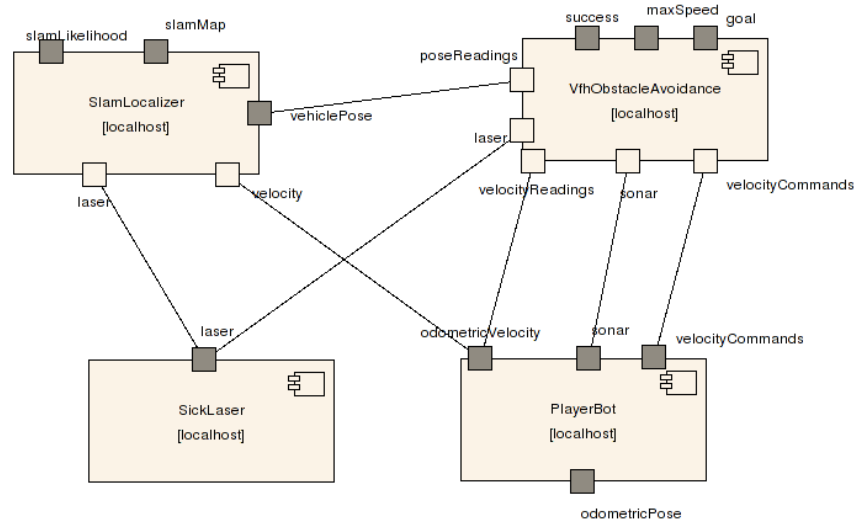 success
maxSpeed
goal
slamLikelihood
slamMap
poseReadings
SlamLocalizer
[localhost]
VfhObstacleAvoidance
[localhost]
vehiclePose
laser
laser
velocity
velocityReadings
sonar
velocityCommands
laser
odometricVelocity
sonar
velocityCommands
SickLaser
[localhost]
PlayerBot
[localhost]
odometricPose